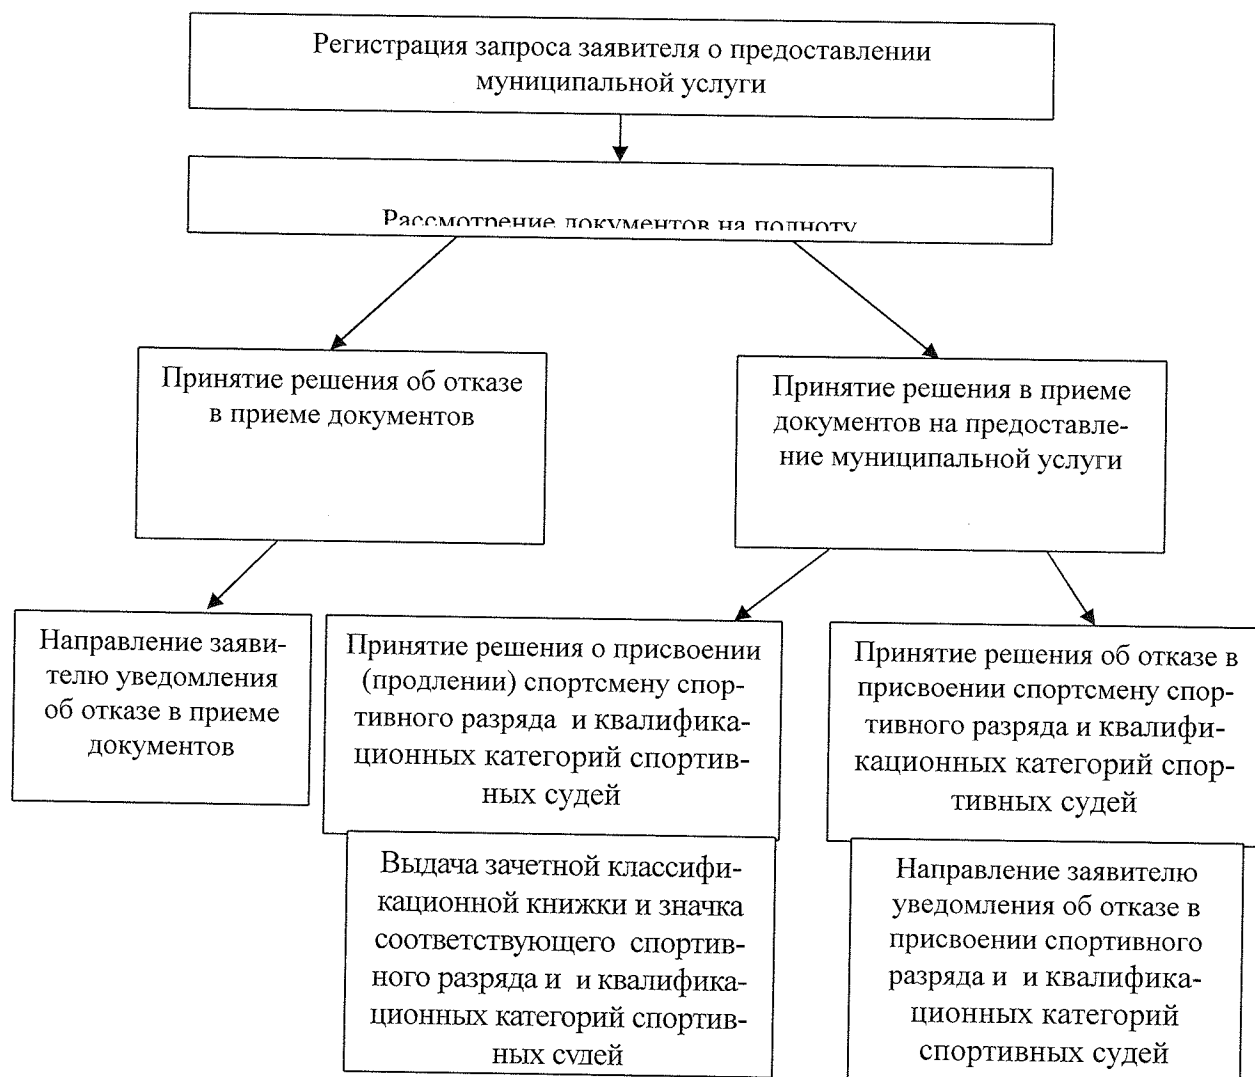 Регистрация запроса заявителя о предоставлении
муниципальной услуги
Рассмотрение документов на полноту
Принятие решения об отказе
в приеме документов
Принятие решения в приеме
документов на предоставле-
ние муниципальной услуги
Направление заяви-
телю уведомления
об отказе в приеме
документов
Принятие решения о присвоении
(продлении) спортсмену спор-
тивного разряда и квалифика-
ционных категорий спортив-
ных судей
Принятие решения об отказе в
присвоении спортсмену спор-
тивного разряда и квалифи-
кационных категорий спор-
тивных судей
Выдача зачетной классифи-
кационной книжки и значка
соответствующего спортив-
ного разряда и и квалифика-
ционных категорий спортив-
ных судей
Направление заявителю
уведомления об отказе в
присвоении спортивного
разряда и и квалифика-
ционных категорий
спортивных судей